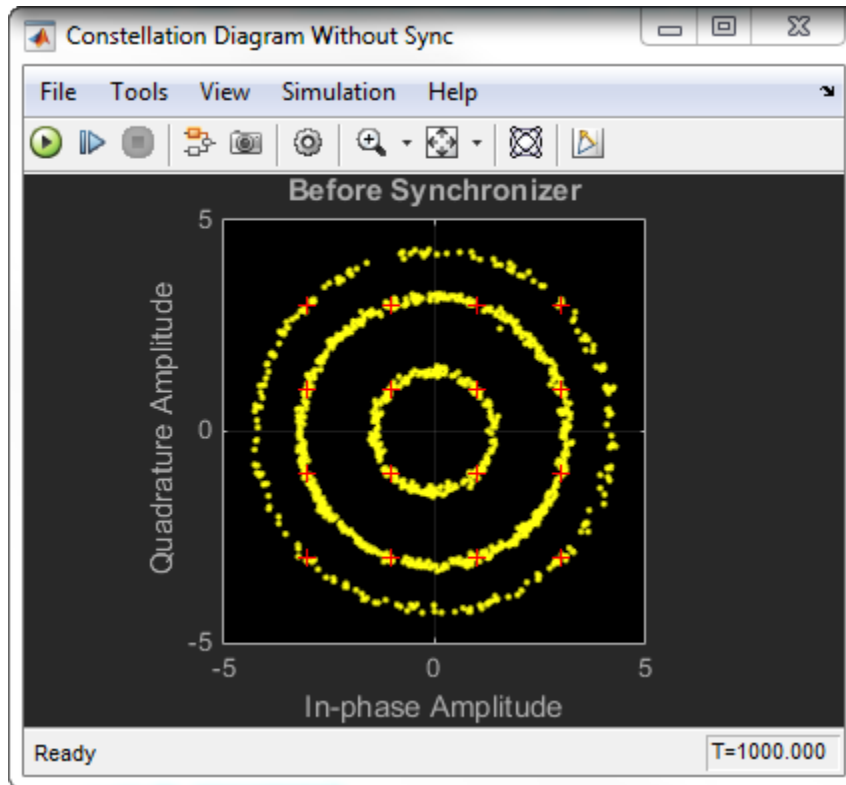 Constellation Diagram Without Sync
File Tools View Simulation Help
Before Synchronizer
5
Quadrature Amplitude
0
-5
-5 0 5
In-phase Amplitude
Ready T=1000.000